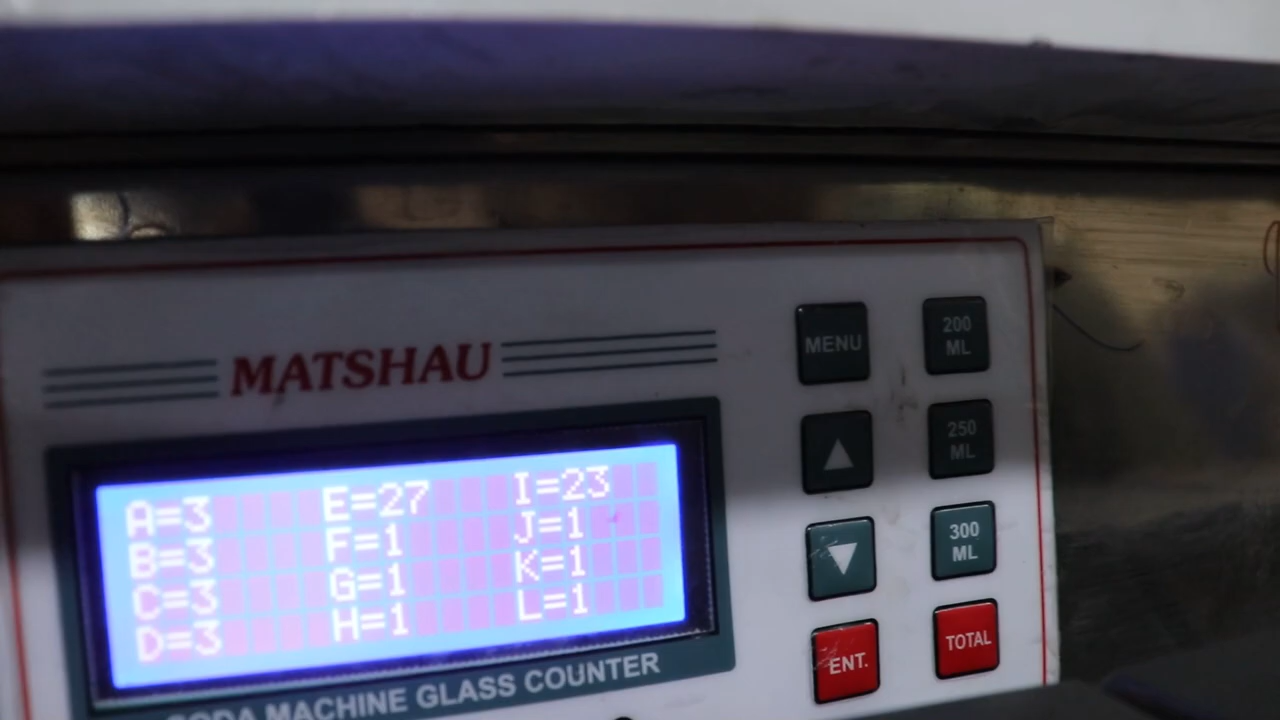 MATSHAU
A=3 E=27 I=23
B=3 F=1 J=1
C=3 G=1 K=1
D=3 H=1 L=1
SODA MACHINE GLASS COUNTER
MENU
200 ML
250 ML
300 ML
ENT.
TOTAL